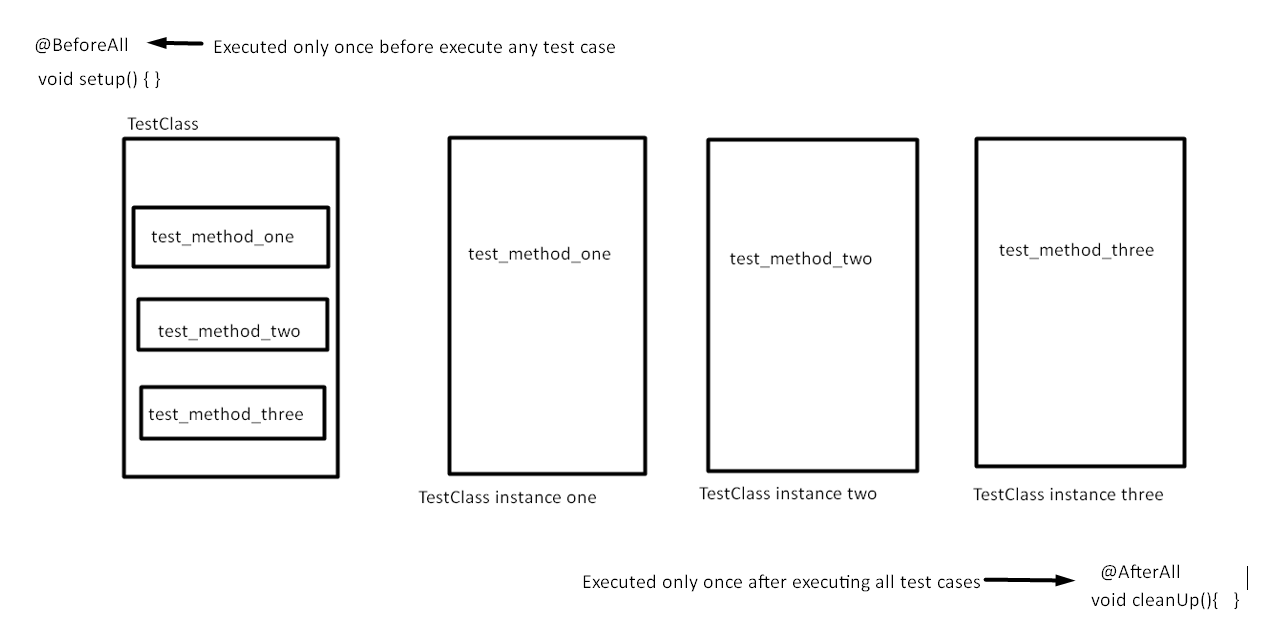 @BeforeAll
Executed only once before execute any test case
void setup() { }
TestClass
test_method_one
test_method_two
test_method_three
test_method_one
TestClass instance one
test_method_two
TestClass instance two
test_method_three
TestClass instance three
Executed only once after executing all test cases
@AfterAll
void cleanUp(){ }